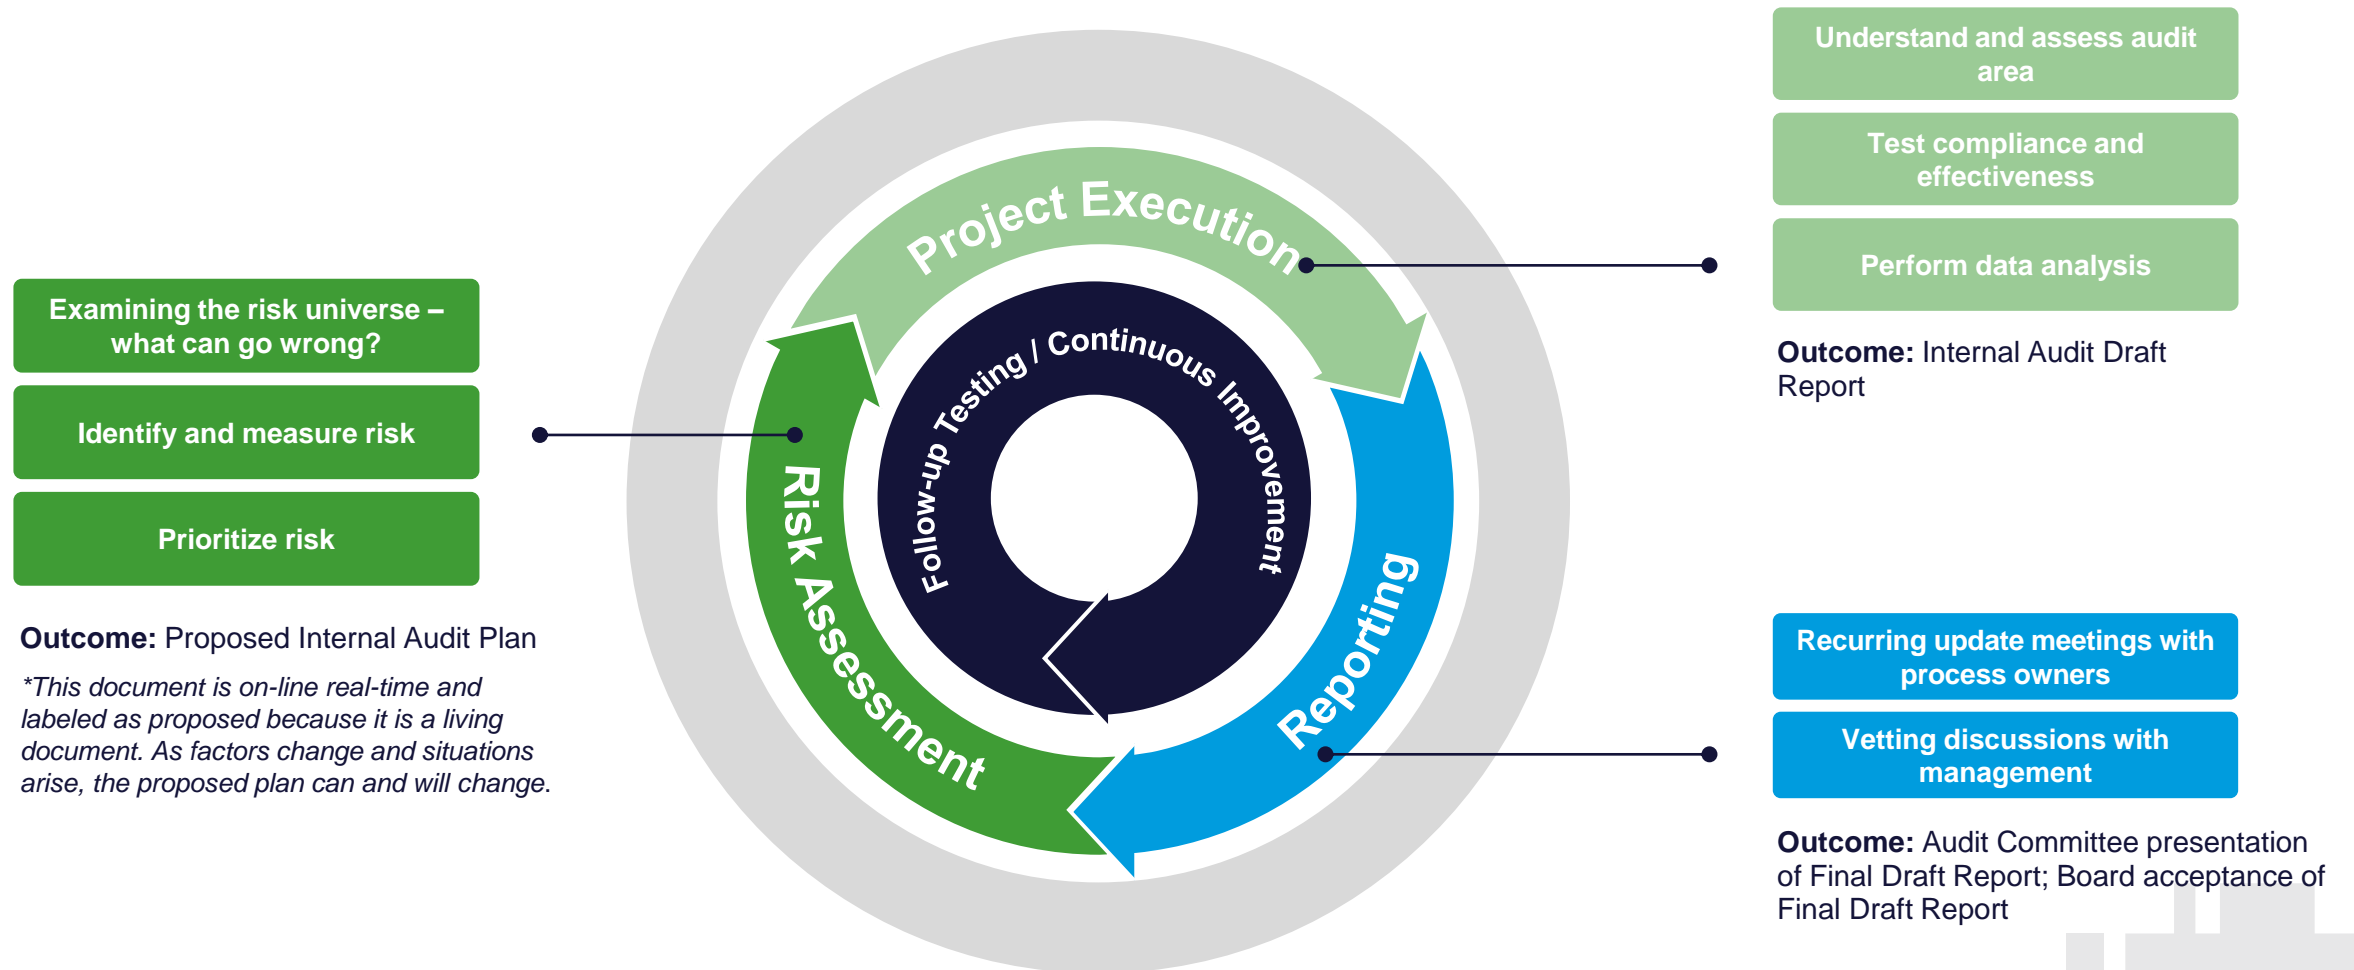 Examining the risk universe –
what can go wrong?
Identify and measure risk
Prioritize risk
Outcome: Proposed Internal Audit Plan
*This document is on-line real-time and
labeled as proposed because it is a living
document. As factors change and situations
arise, the proposed plan can and will change.
Risk Assessment
Project Execution
Reporting
Follow-up Testing / Continuous Improvement
Understand and assess audit
area
Test compliance and
effectiveness
Perform data analysis
Outcome: Internal Audit Draft
Report
Recurring update meetings with
process owners
Vetting discussions with
management
Outcome: Audit Committee presentation
of Final Draft Report; Board acceptance of
Final Draft Report